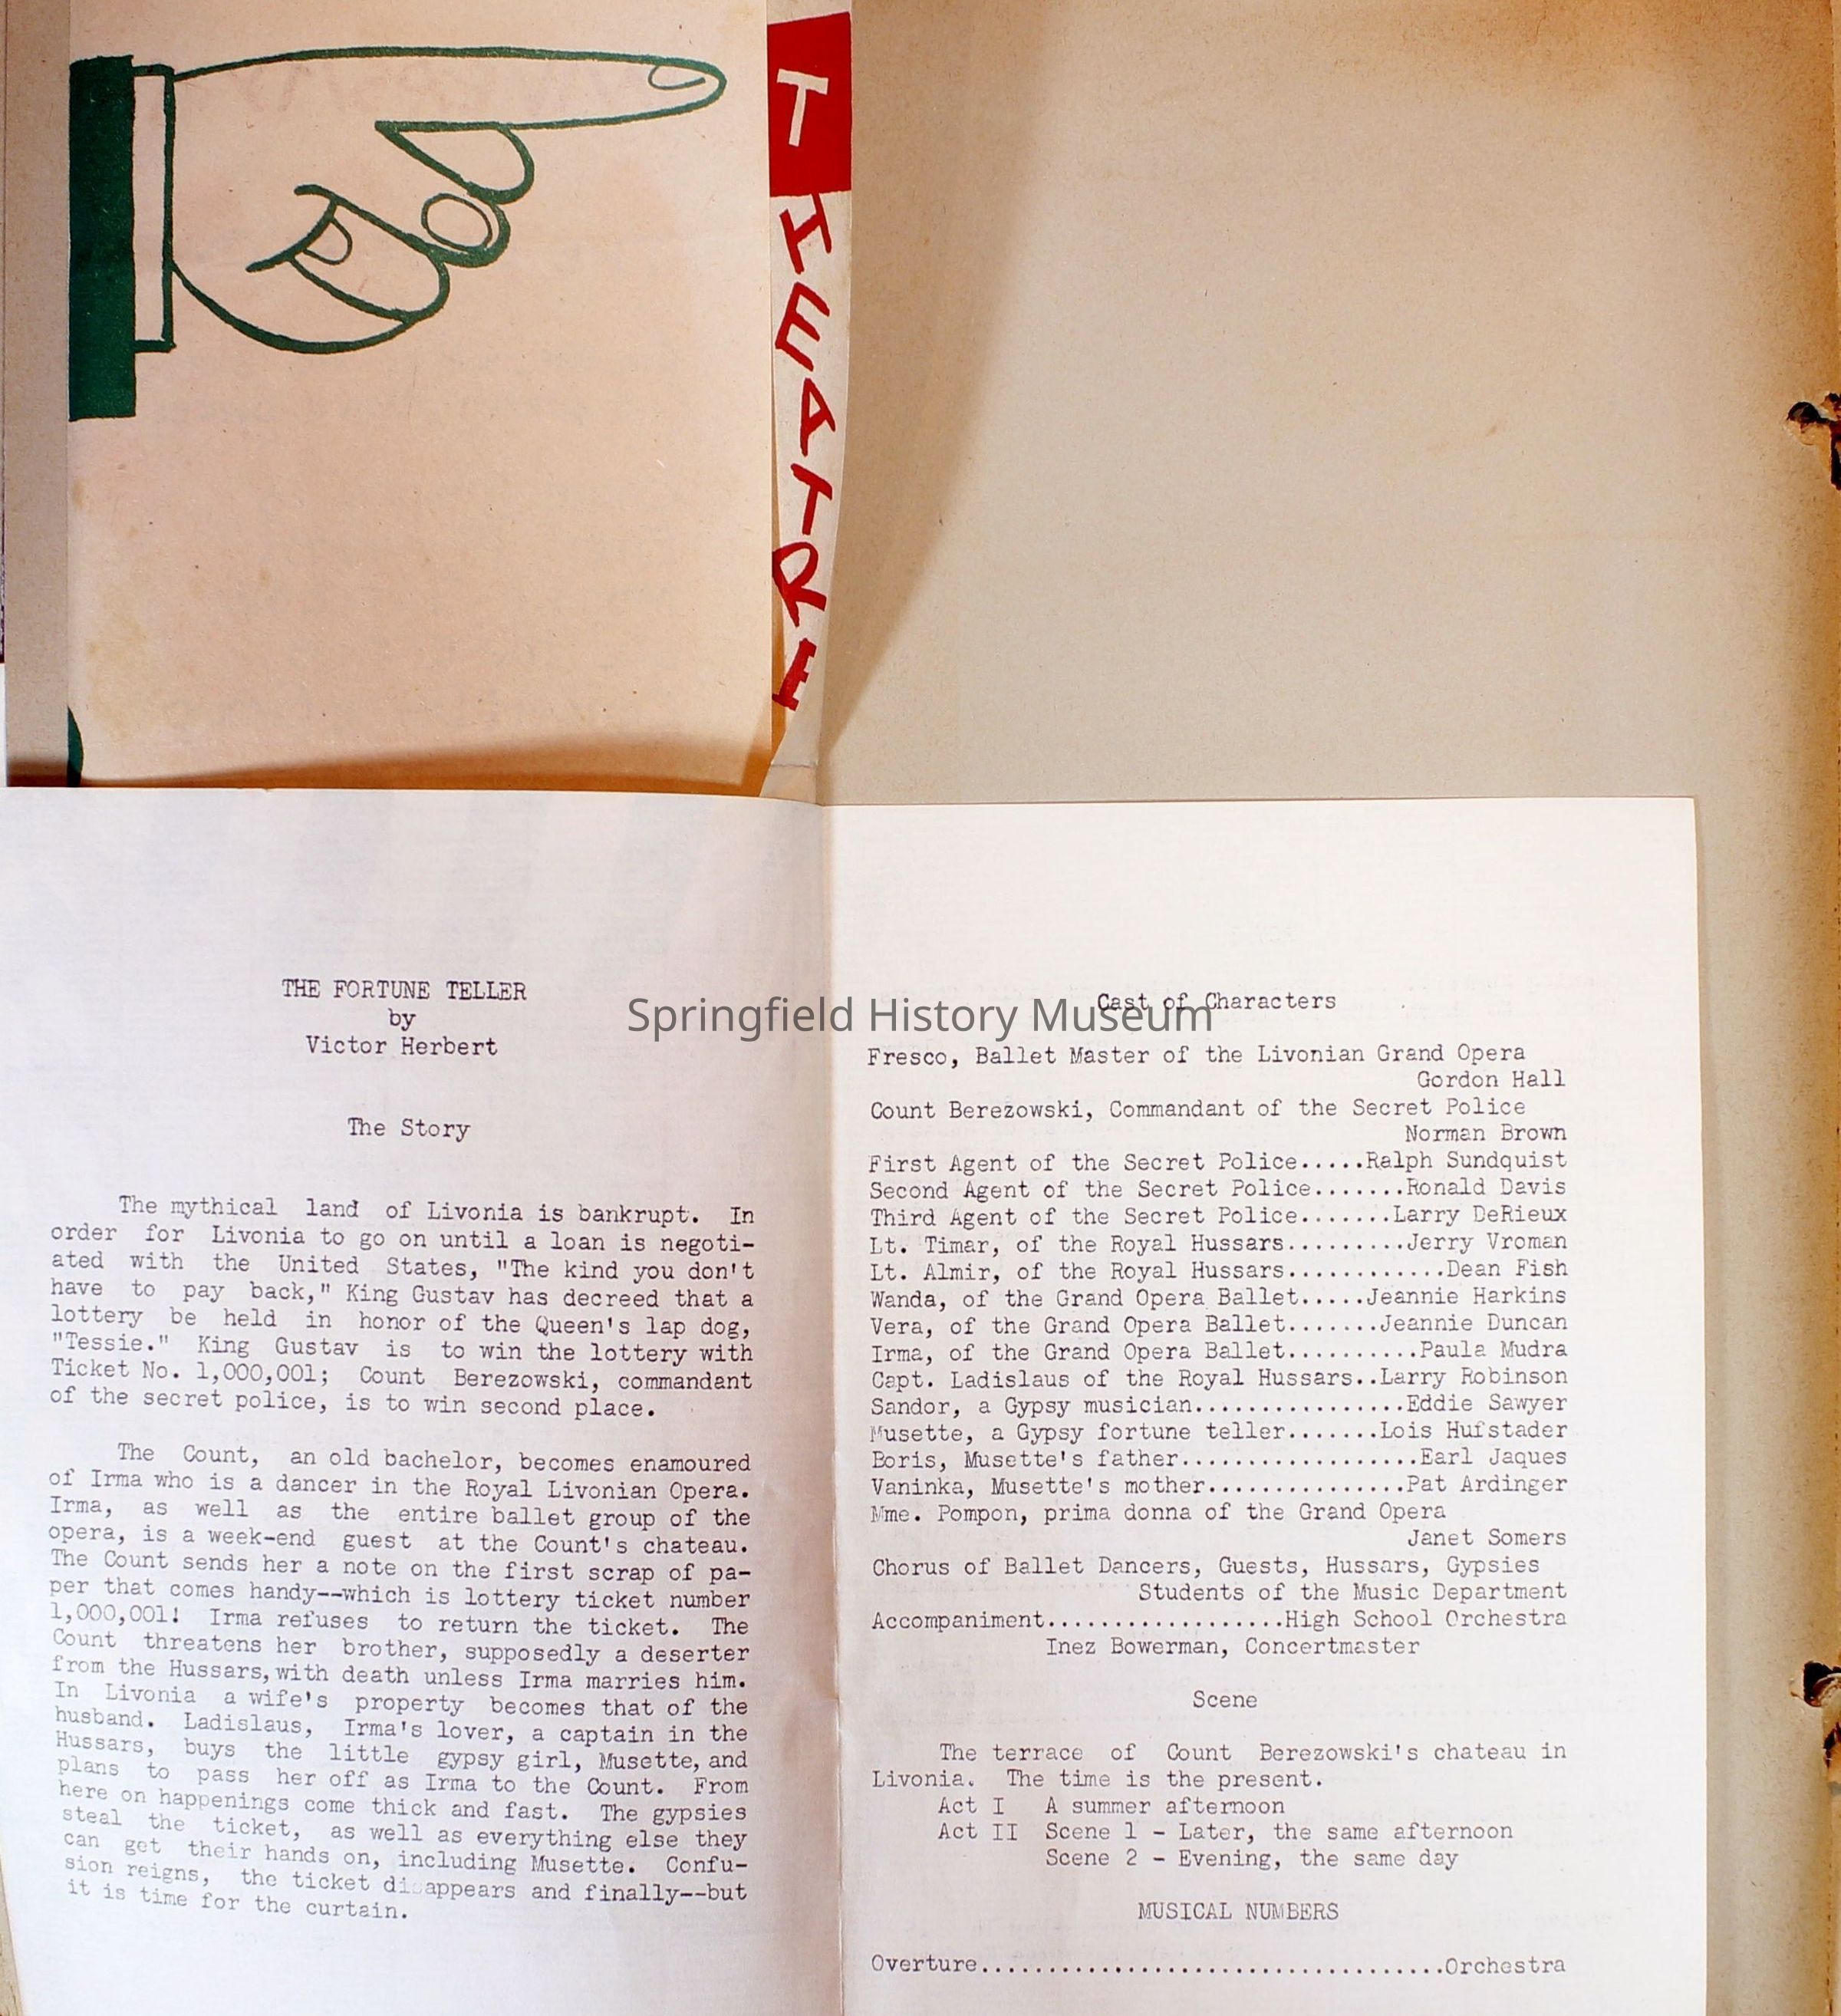 THEATRE
THE FORTUNE TELLER
by
Victor Herbert
The Story
The mythical land of Livonia is bankrupt. In
order for Livonia to go on until a loan is negoti-
ated with the United States, "The kind you don't
have to pay back," King Gustav has decreed that a
lottery be held in honor of the Queen's lap dog,
"Tessie." King Gustav is to win the lottery with
Ticket No. 1,000,001; Count Berezowski, commandant
of the secret police, is to win second place.
The Count, an old bachelor, becomes enamoured
of Irma who is a dancer in the Royal Livonian Opera.
Irma, as well as the entire ballet group of the
opera, is a week-end guest at the Count's chateau.
The Count sends her a note on the first scrap of pa-
per that comes handy--which is lottery ticket number
1,000,001! Irma refuses to return the ticket. The
Count threatens her brother, supposedly a deserter
from the Hussars, with death unless Irma marries him.
In Livonia a wife's property becomes that of the
husband. Ladislaus, Irma's lover, a captain in the
Hussars, buys the little gypsy girl, Musette, and
plans to pass her off as Irma to the Count. From
here on happenings come thick and fast. The gypsies
steal the ticket, as well as everything else they
can get their hands on, including Musette. Confu-
sion reigns, the ticket disappears and finally--but
it is time for the curtain.
Springfield History Museum
Cast of Characters
Fresco, Ballet Master of the Livonian Grand Opera
Gordon Hall
Count Berezowski, Commandant of the Secret Police
Norman Brown
First Agent of the Secret Police.....Ralph Sundquist
Second Agent of the Secret Police.......Ronald Davis
Third Agent of the Secret Police.......Larry DeRieux
Lt. Timar, of the Royal Hussars.........Jerry Vroman
Lt. Almir, of the Royal Hussars............Dean Fish
Wanda, of the Grand Opera Ballet.....Jeannie Harkins
Vera, of the Grand Opera Ballet.......Jeannie Duncan
Irma, of the Grand Opera Ballet..........Paula Mudra
Capt. Ladislaus of the Royal Hussars..Larry Robinson
Sandor, a Gypsy musician................Eddie Sawyer
Musette, a Gypsy fortune teller.......Lois Hufstader
Boris, Musette's father..................Earl Jaques
Vaninka, Musette's mother...............Pat Ardinger
Mme. Pompon, prima donna of the Grand Opera
Janet Somers
Chorus of Ballet Dancers, Guests, Hussars, Gypsies
Students of the Music Department
Accompaniment..................High School Orchestra
Inez Bowerman, Concertmaster
Scene
The terrace of Count Berezowski's chateau in
Livonia. The time is the present.
Act I A summer afternoon
Act II Scene 1 - Later, the same afternoon
Scene 2 - Evening, the same day
MUSICAL NUMBERS
Overture...................................Orchestra